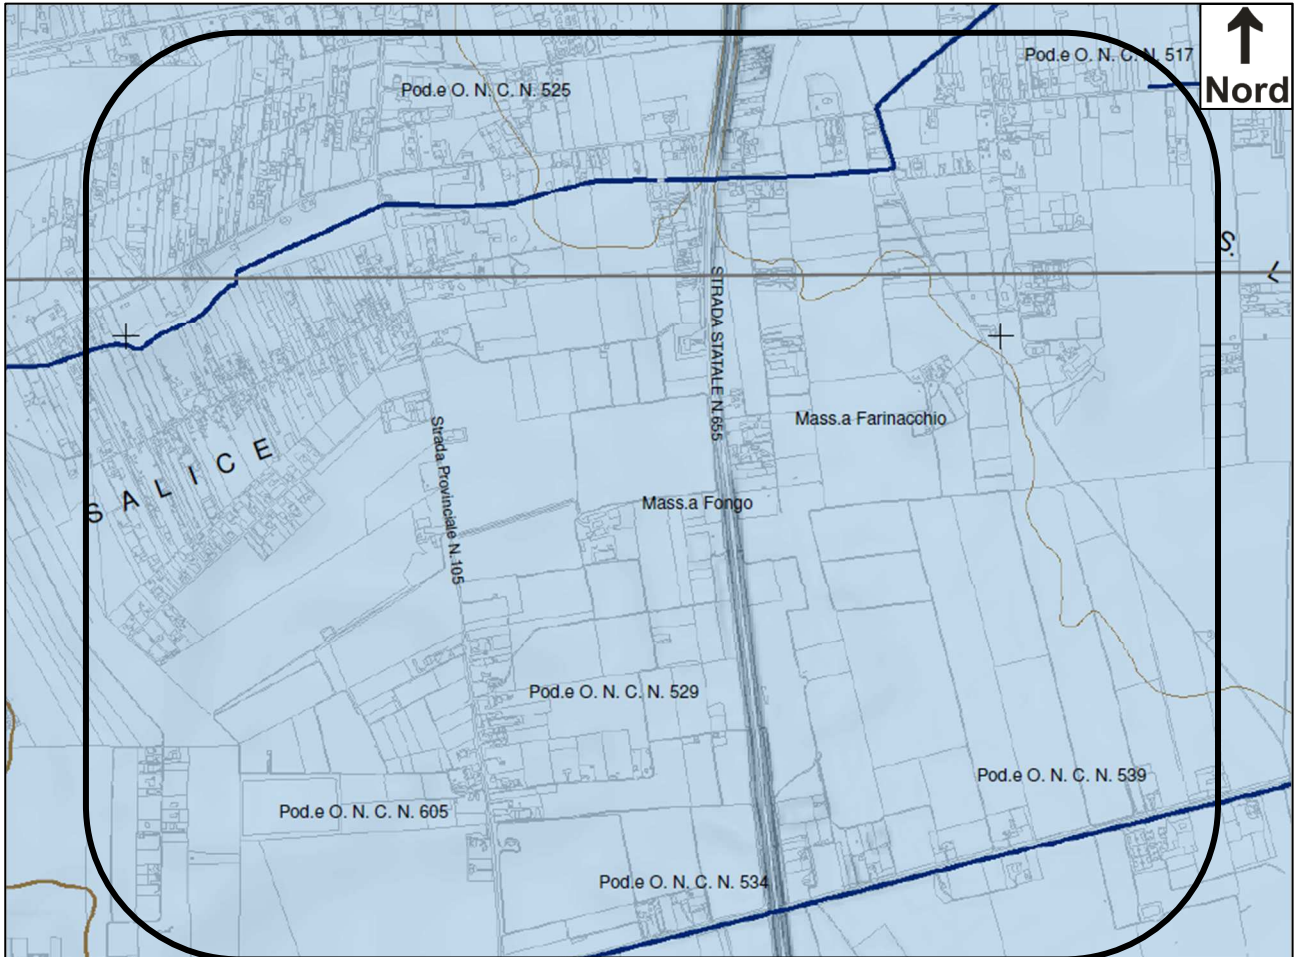 Pod.e O. N. C. N. 517
Nord
Pod.e O. N. C. N. 525
S.
L
STRADA STATALE N.655
Mass.a Farinacchio
Strada Provinciale N.105
SALICE
Mass.a Fongo
Pod.e O. N. C. N. 529
Pod.e O. N. C. N. 539
Pod.e O. N. C. N. 605
Pod.e O. N. C. N. 534